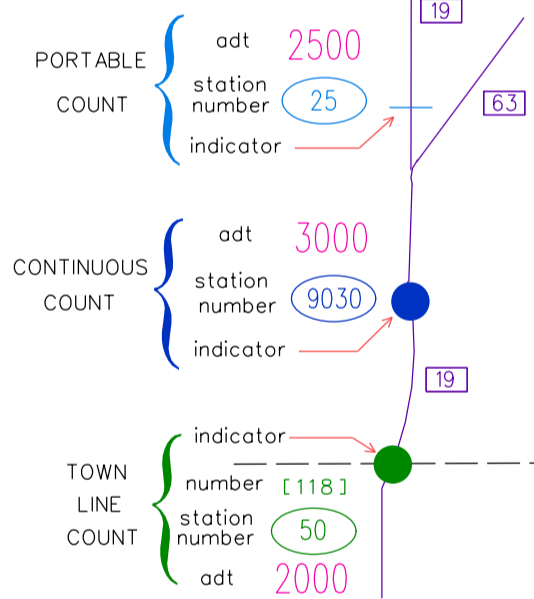 19
adt 2500
PORTABLE
COUNT
station
number 25
63
indicator
adt 3000
CONTINUOUS
COUNT
station
number 9030
indicator
19
indicator
TOWN
LINE
COUNT
number [118]
station
number 50
adt 2000